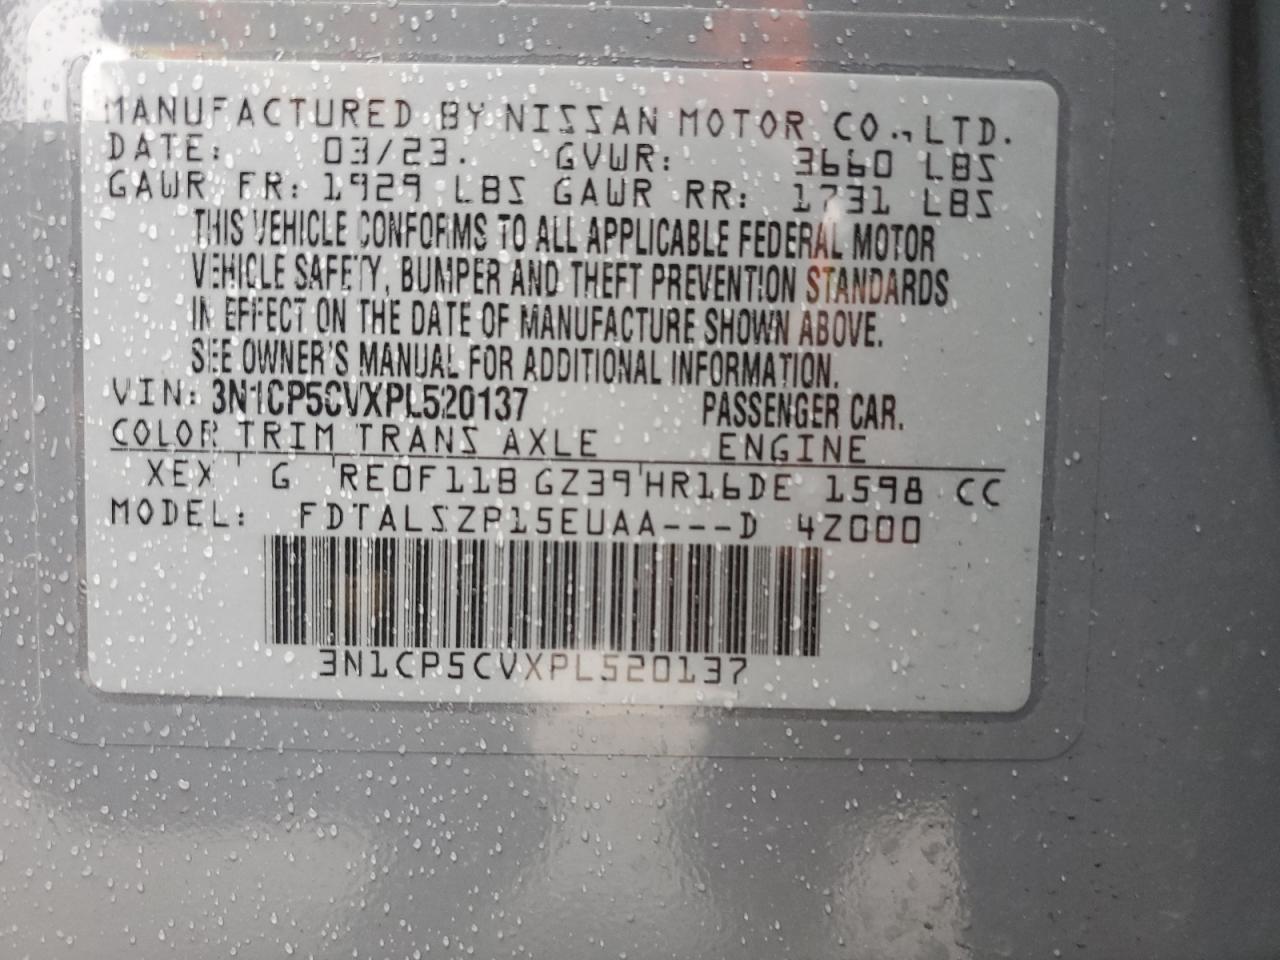 MANUFACTURED BY NISSAN MOTOR CO., LTD.
DATE: 03/23. GVWR: 3660 LBS
GAWR FR: 1929 LBS GAWR RR: 1731 LBS
THIS VEHICLE CONFORMS TO ALL APPLICABLE FEDERAL MOTOR
VEHICLE SAFETY, BUMPER AND THEFT PREVENTION STANDARDS
IN EFFECT ON THE DATE OF MANUFACTURE SHOWN ABOVE.
SEE OWNER'S MANUAL FOR ADDITIONAL INFORMATION.
VIN: 3N1CP5CVXPL520137 PASSENGER CAR.
COLOR TRIM TRANS AXLE ENGINE
XEX G RE0F11B GZ39 HR16DE 1598 CC
MODEL: FDTALSZP15EUAA---D 4Z000
3N1CP5CVXPL520137